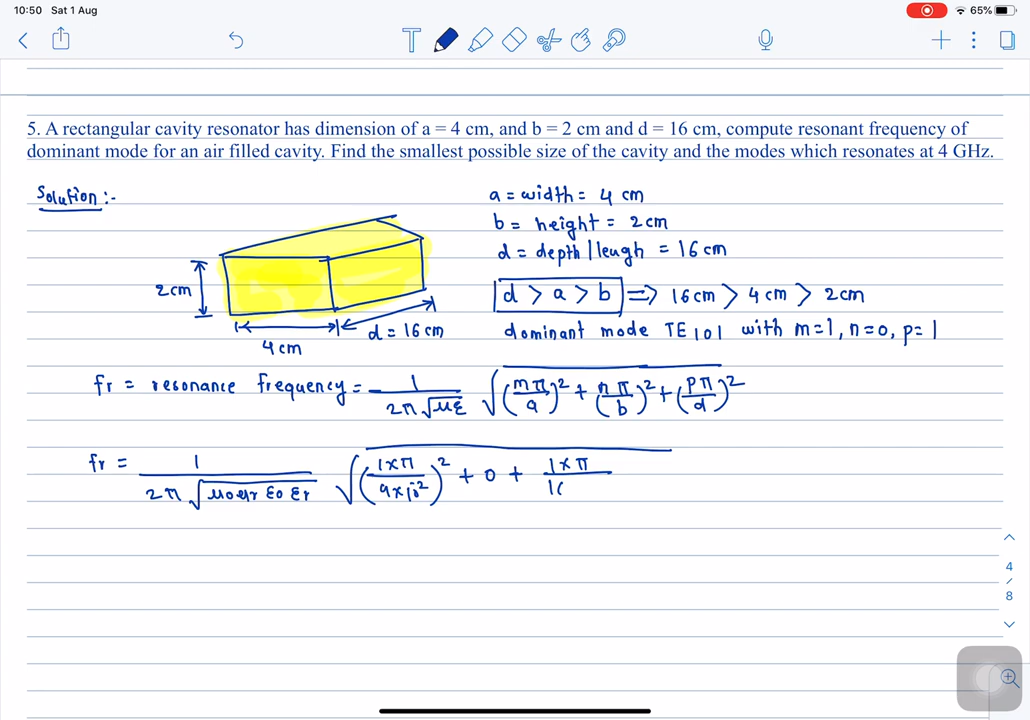 10:50 Sat 1 Aug
65%
T
5. A rectangular cavity resonator has dimension of a = 4 cm, and b = 2 cm and d = 16 cm, compute resonant frequency of
dominant mode for an air filled cavity. Find the smallest possible size of the cavity and the modes which resonates at 4 GHz.
Solution :-
a = width = 4 cm
b = height = 2 cm
d = depth | leugh = 16 cm
2 cm
d > a > b => 16 cm > 4 cm > 2 cm
d = 16 cm
4 cm
dominant mode TE101 with m=1, n=0, p=1
fr = resonance frequency = 1/(2π√με) √((mπ/a)² + (nπ/b)² + (pπ/d)²)
fr = 1/(2π√μ0μr ε0 εr) √((1×π/4×10⁻²)² + 0 + 1×π/1(
4
/
8